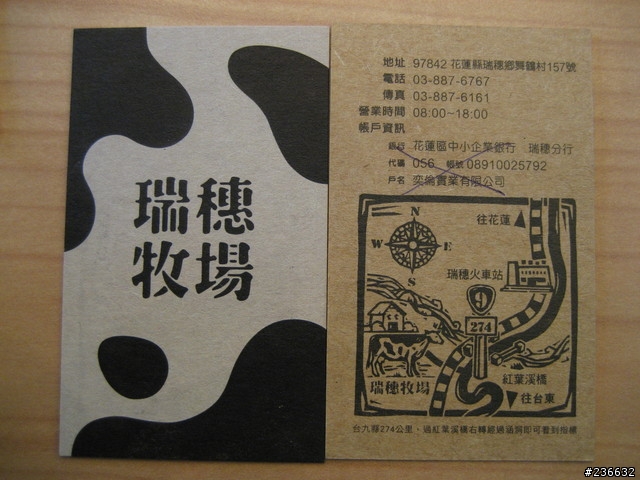 瑞穗
牧場
地址 97842 花蓮縣瑞穗鄉舞鶴村157號
電話 03-887-6767
傳真 03-887-6161
營業時間 08:00~18:00
帳戶資訊
銀行 花蓮區中小企業銀行 瑞穗分行
代碼 056 帳號 08910025792
戶名 奕倫實業有限公司
N
往花蓮
W E
瑞穗火車站
S
9
274
紅葉溪橋
瑞穗牧場
往台東
台九線274公里、過紅葉溪橋右轉經過涵洞即可看到指標
#236632